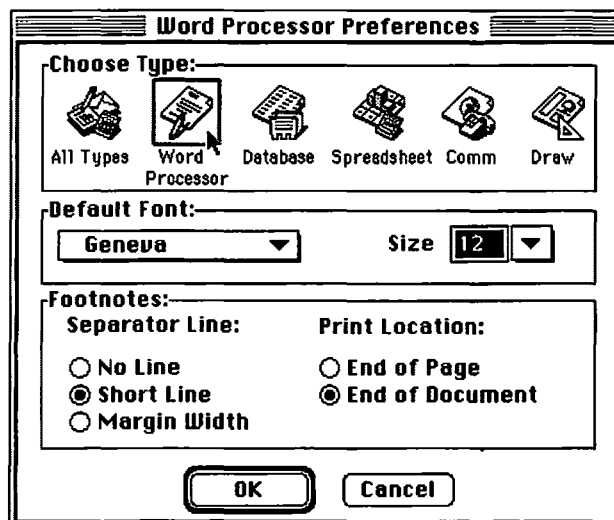 Word Processor Preferences
Choose Type:
All Types
Word
Processor
Database
Spreadsheet
Comm
Draw
Default Font:
Geneva
Size 12
Footnotes:
Separator Line:
No Line
Short Line
Margin Width
Print Location:
End of Page
End of Document
OK
Cancel